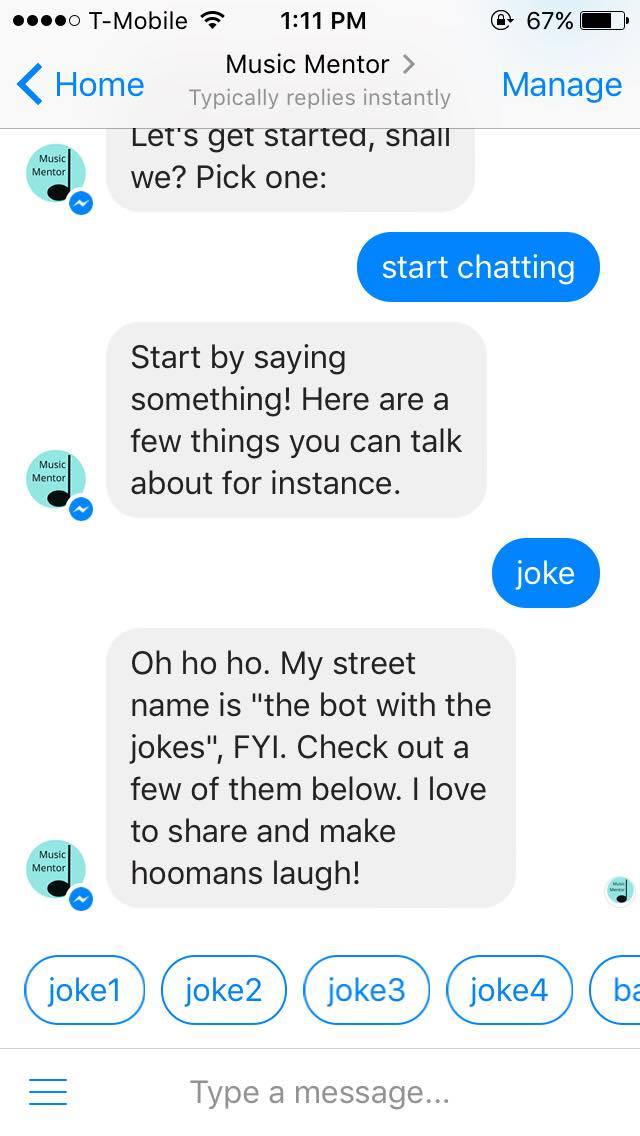 T-Mobile 1:11 PM 67%
Home Music Mentor Manage
Typically replies instantly
Let's get started, shall
we? Pick one:
Music
Mentor
start chatting
Start by saying
something! Here are a
few things you can talk
about for instance.
Music
Mentor
joke
Oh ho ho. My street
name is "the bot with the
jokes", FYI. Check out a
few of them below. I love
to share and make
hoomans laugh!
Music
Mentor
Music
Mentor
joke1 joke2 joke3 joke4 ba
Type a message...